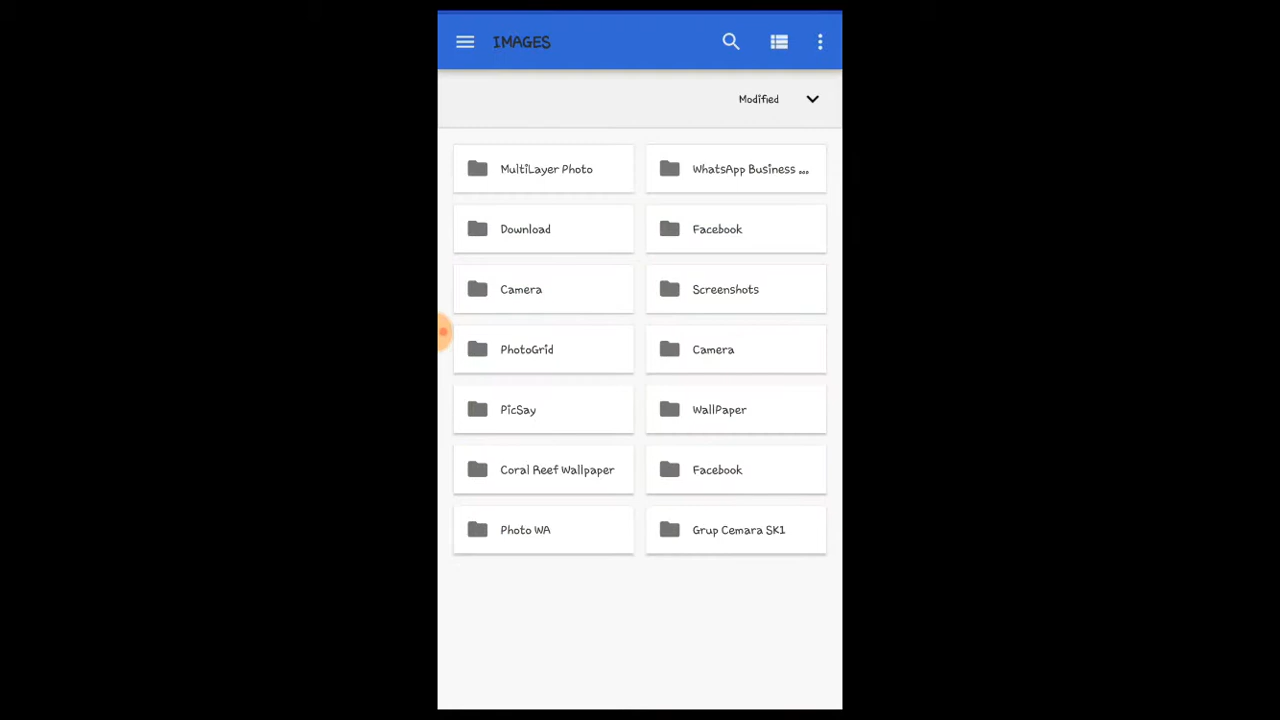 IMAGES
Modified
MultiLayer Photo
WhatsApp Business ...
Download
Facebook
Camera
Screenshots
PhotoGrid
Camera
PicSay
WallPaper
Coral Reef Wallpaper
Facebook
Photo WA
Grup Cemara SK1